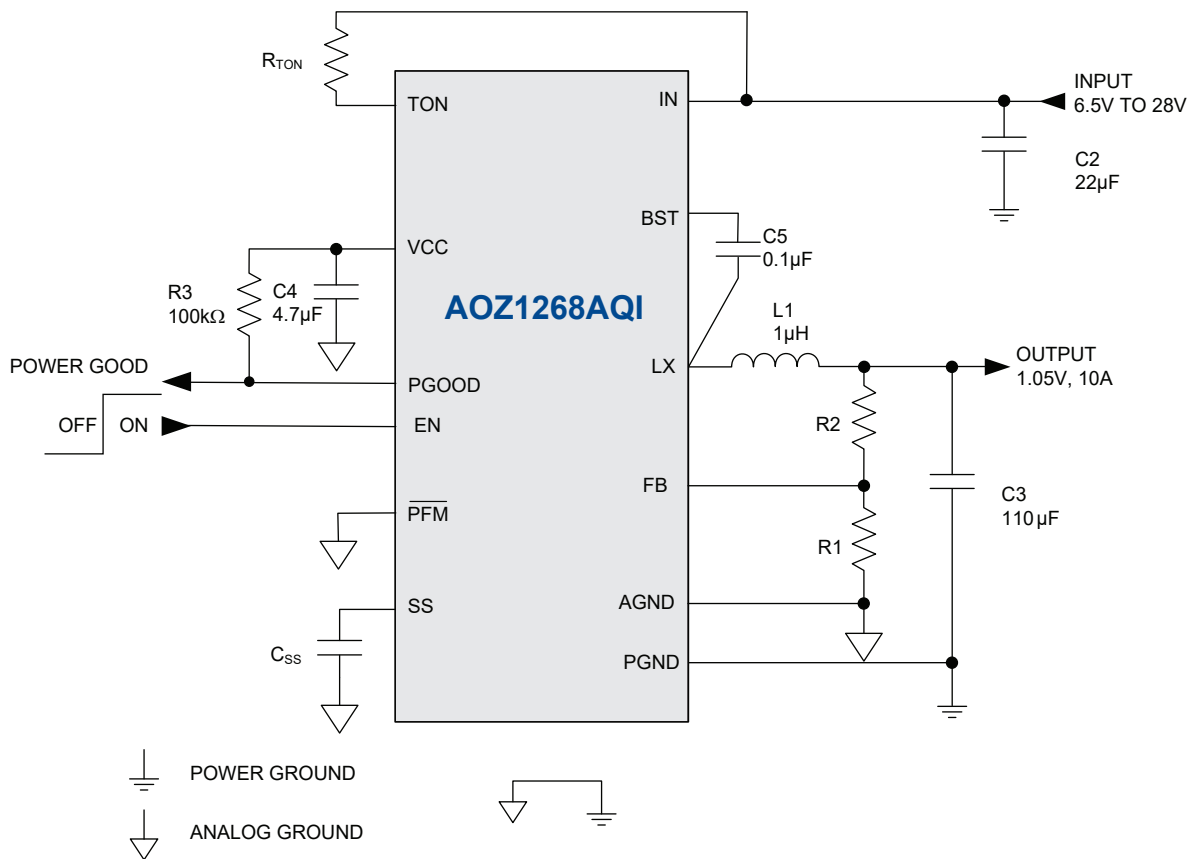 R_TON
TON
IN
INPUT
6.5V TO 28V
C2
22µF
BST
C5
0.1µF
VCC
R3
100kΩ
C4
4.7µF
AOZ1268AQI
L1
1µH
LX
OUTPUT
1.05V, 10A
POWER GOOD
PGOOD
OFF
ON
EN
R2
FB
C3
110µF
PFM
R1
SS
AGND
C_SS
PGND
POWER GROUND
ANALOG GROUND